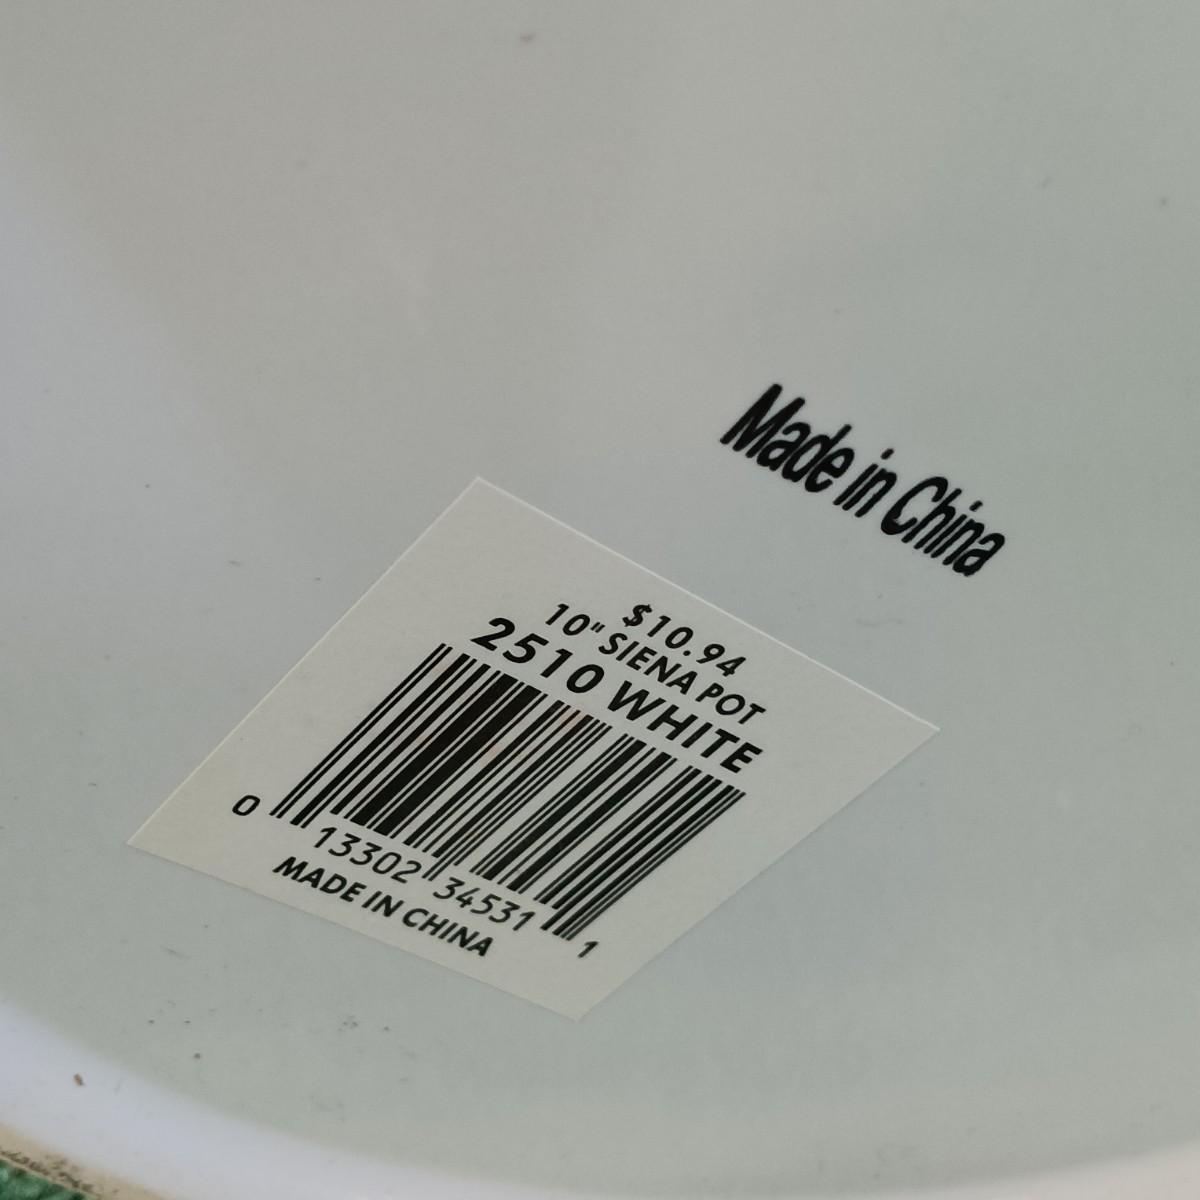 Made in China
$10.94
10" SIENA POT
2510 WHITE
0 13302 34531 1
MADE IN CHINA